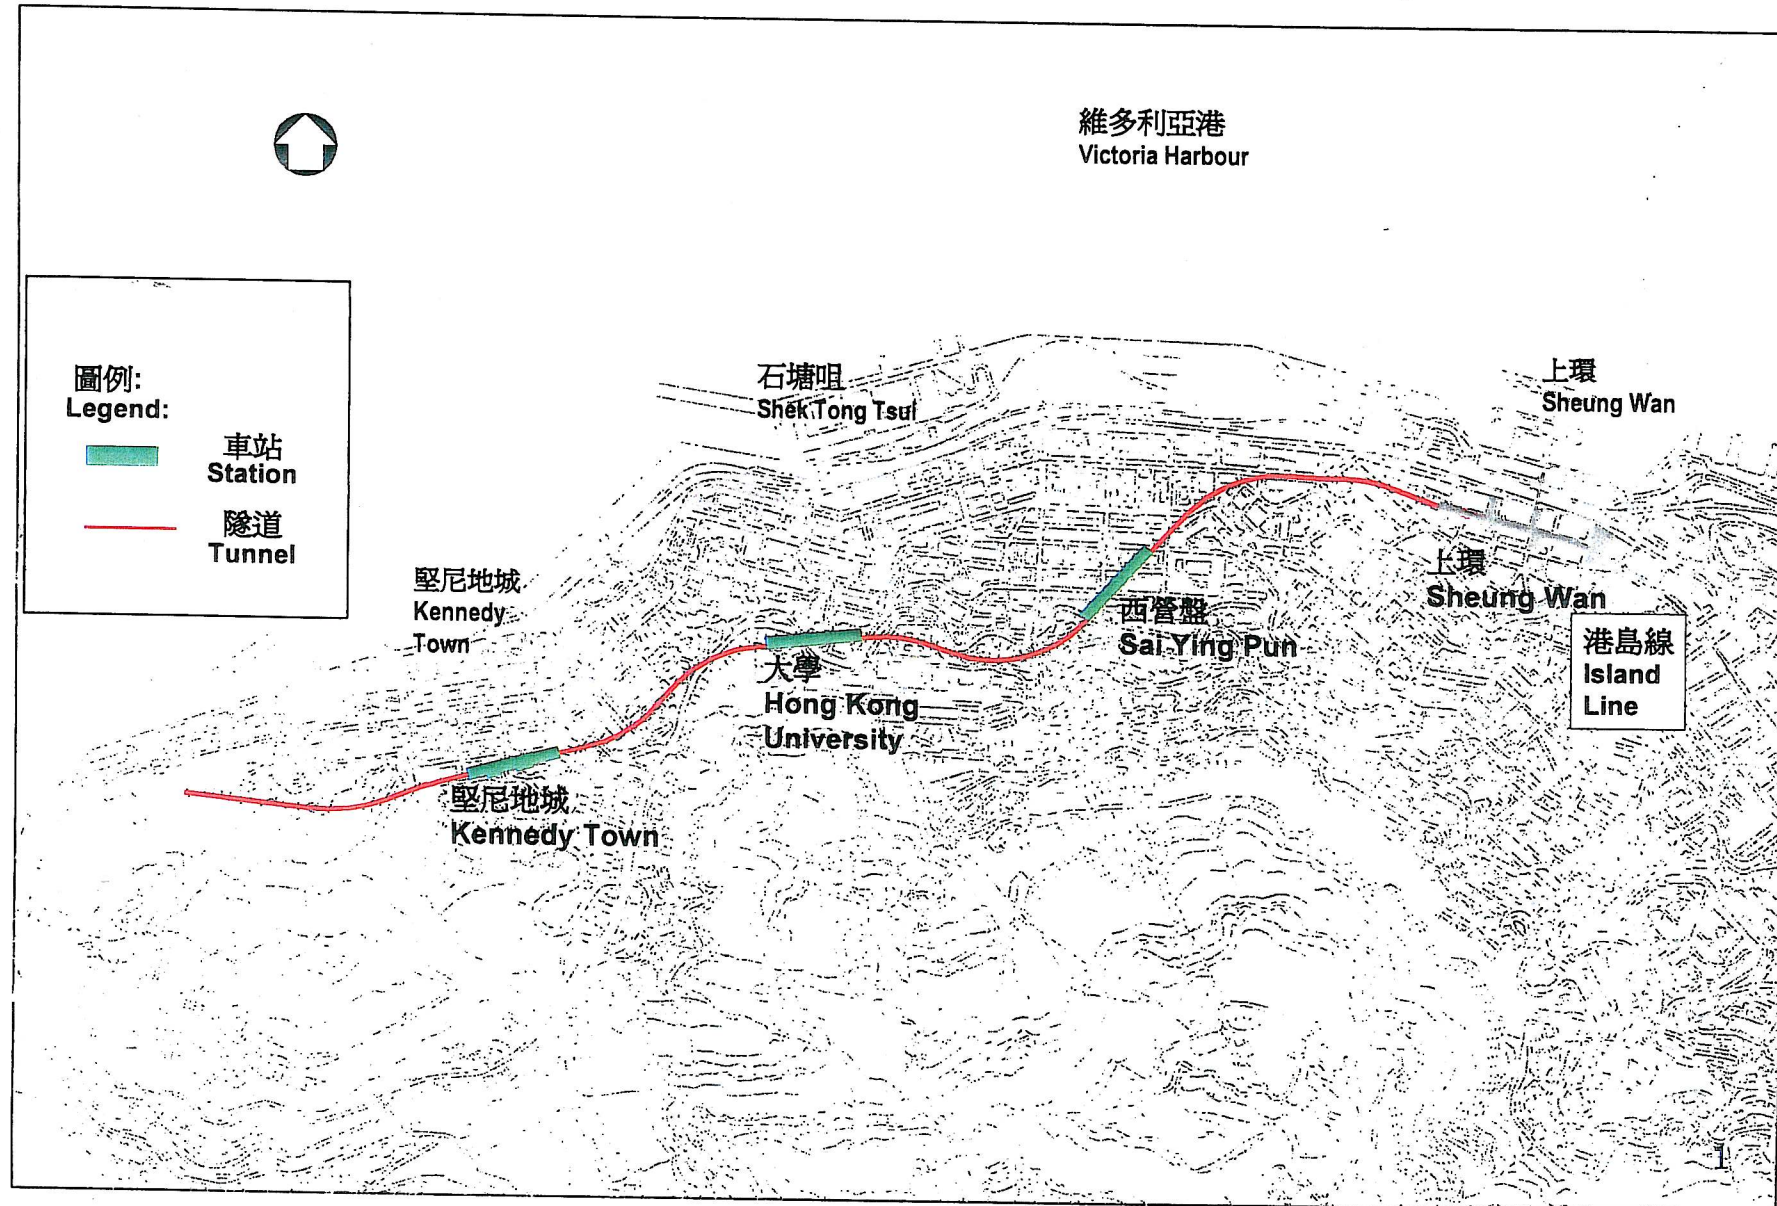 維多利亞港
Victoria Harbour
圖例:
Legend:
車站
Station
隧道
Tunnel
石塘咀
Shek Tong Tsui
上環
Sheung Wan
堅尼地城
Kennedy
Town
上環
Sheung Wan
西營盤
Sai Ying Pun
港島線
Island
Line
大學
Hong Kong
University
堅尼地城
Kennedy Town
1